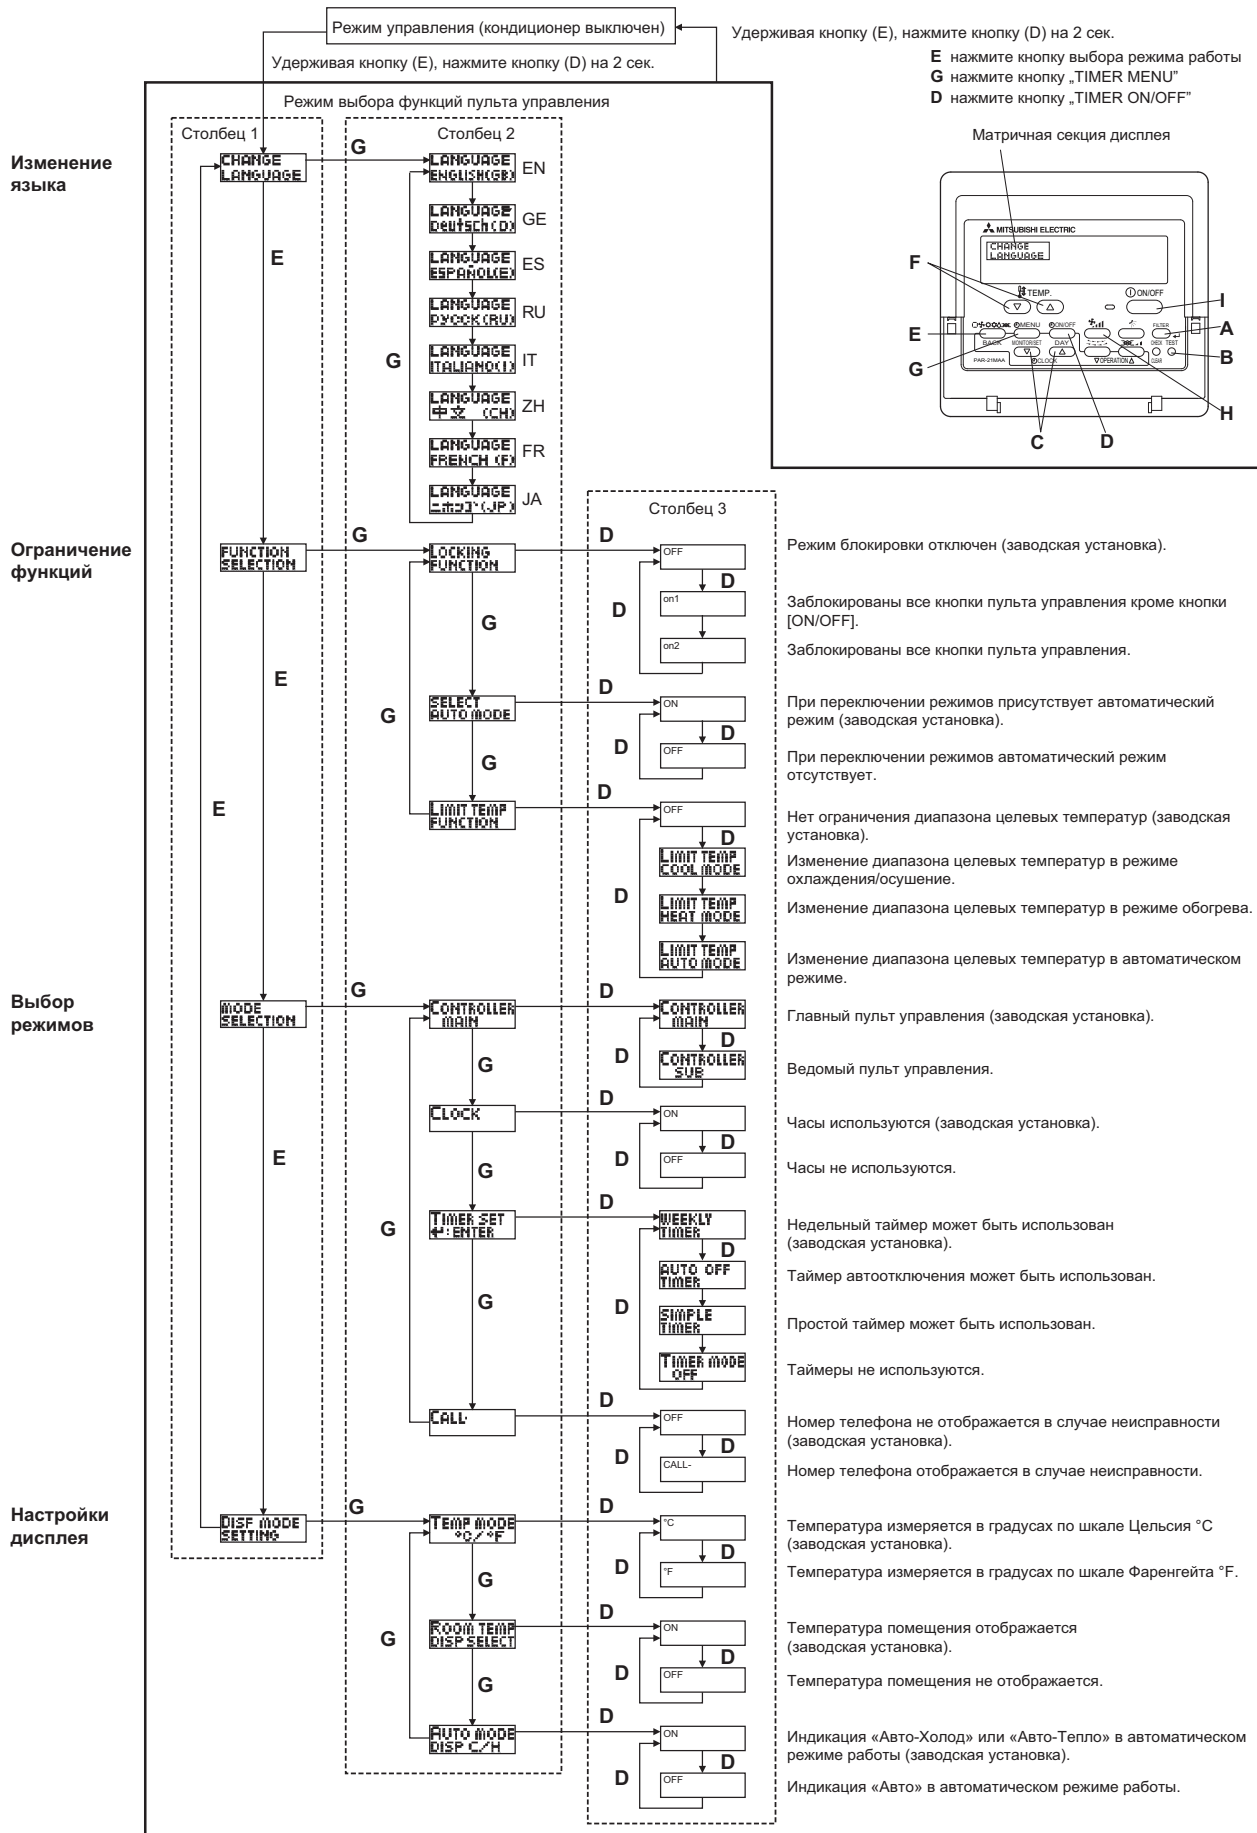 Режим управления (кондиционер выключен)
Удерживая кнопку (E), нажмите кнопку (D) на 2 сек.
Удерживая кнопку (E), нажмите кнопку (D) на 2 сек.
E нажмите кнопку выбора режима работы
G нажмите кнопку „TIMER MENU”
D нажмите кнопку „TIMER ON/OFF”
Матричная секция дисплея
MITSUBISHI ELECTRIC
CHANGE
LANGUAGE
F
TEMP.
ON/OFF
I
E
MENU
ON/OFF
FILTER
A
BACK
MONITOR/SET
DAY
CHECK TEST
B
PAR-21MAA
CLOCK
OPERATION
CLEAR
G
H
C
D
Режим выбора функций пульта управления
Столбец 1
Столбец 2
Изменение
языка
CHANGE
LANGUAGE
G
LANGUAGE
ENGLISH(GB)
EN
LANGUAGE
Deutsch(D)
GE
E
LANGUAGE
ESPAÑOL(E)
ES
LANGUAGE
РУССК(RU)
RU
G
LANGUAGE
ITALIANO(I)
IT
LANGUAGE
中文 (CH)
ZH
LANGUAGE
FRENCH (F)
FR
LANGUAGE
ニホンゴ(JP)
JA
Столбец 3
Ограничение
функций
FUNCTION
SELECTION
G
LOCKING
FUNCTION
D
OFF
Режим блокировки отключен (заводская установка).
D
on1
D
Заблокированы все кнопки пульта управления кроме кнопки
[ON/OFF].
G
on2
Заблокированы все кнопки пульта управления.
E
SELECT
AUTO MODE
D
ON
При переключении режимов присутствует автоматический
режим (заводская установка).
G
D
D
OFF
При переключении режимов автоматический режим
отсутствует.
G
E
LIMIT TEMP
FUNCTION
D
OFF
Нет ограничения диапазона целевых температур (заводская
установка).
D
LIMIT TEMP
COOL MODE
Изменение диапазона целевых температур в режиме
охлаждения/осушение.
D
LIMIT TEMP
HEAT MODE
Изменение диапазона целевых температур в режиме обогрева.
LIMIT TEMP
AUTO MODE
Изменение диапазона целевых температур в автоматическом
режиме.
Выбор
режимов
MODE
SELECTION
G
CONTROLLER
MAIN
D
CONTROLLER
MAIN
Главный пульт управления (заводская установка).
D
D
G
CONTROLLER
SUB
Ведомый пульт управления.
CLOCK
D
ON
Часы используются (заводская установка).
D
E
D
OFF
Часы не используются.
G
TIMER SET
↵:ENTER
D
WEEKLY
TIMER
Недельный таймер может быть использован
(заводская установка).
G
D
AUTO OFF
TIMER
Таймер автоотключения может быть использован.
G
D
SIMPLE
TIMER
Простой таймер может быть использован.
TIMER MODE
OFF
Таймеры не используются.
CALL-
D
OFF
Номер телефона не отображается в случае неисправности
(заводская установка).
D
D
CALL-
Номер телефона отображается в случае неисправности.
Настройки
дисплея
DISP MODE
SETTING
G
TEMP MODE
°C/°F
D
°C
Температура измеряется в градусах по шкале Цельсия °C
(заводская установка).
D
D
°F
Температура измеряется в градусах по шкале Фаренгейта °F.
G
ROOM TEMP
DISP SELECT
D
ON
Температура помещения отображается
(заводская установка).
G
D
D
OFF
Температура помещения не отображается.
G
AUTO MODE
DISP C/H
D
ON
Индикация «Авто-Холод» или «Авто-Тепло» в автоматическом
режиме работы (заводская установка).
D
D
OFF
Индикация «Авто» в автоматическом режиме работы.